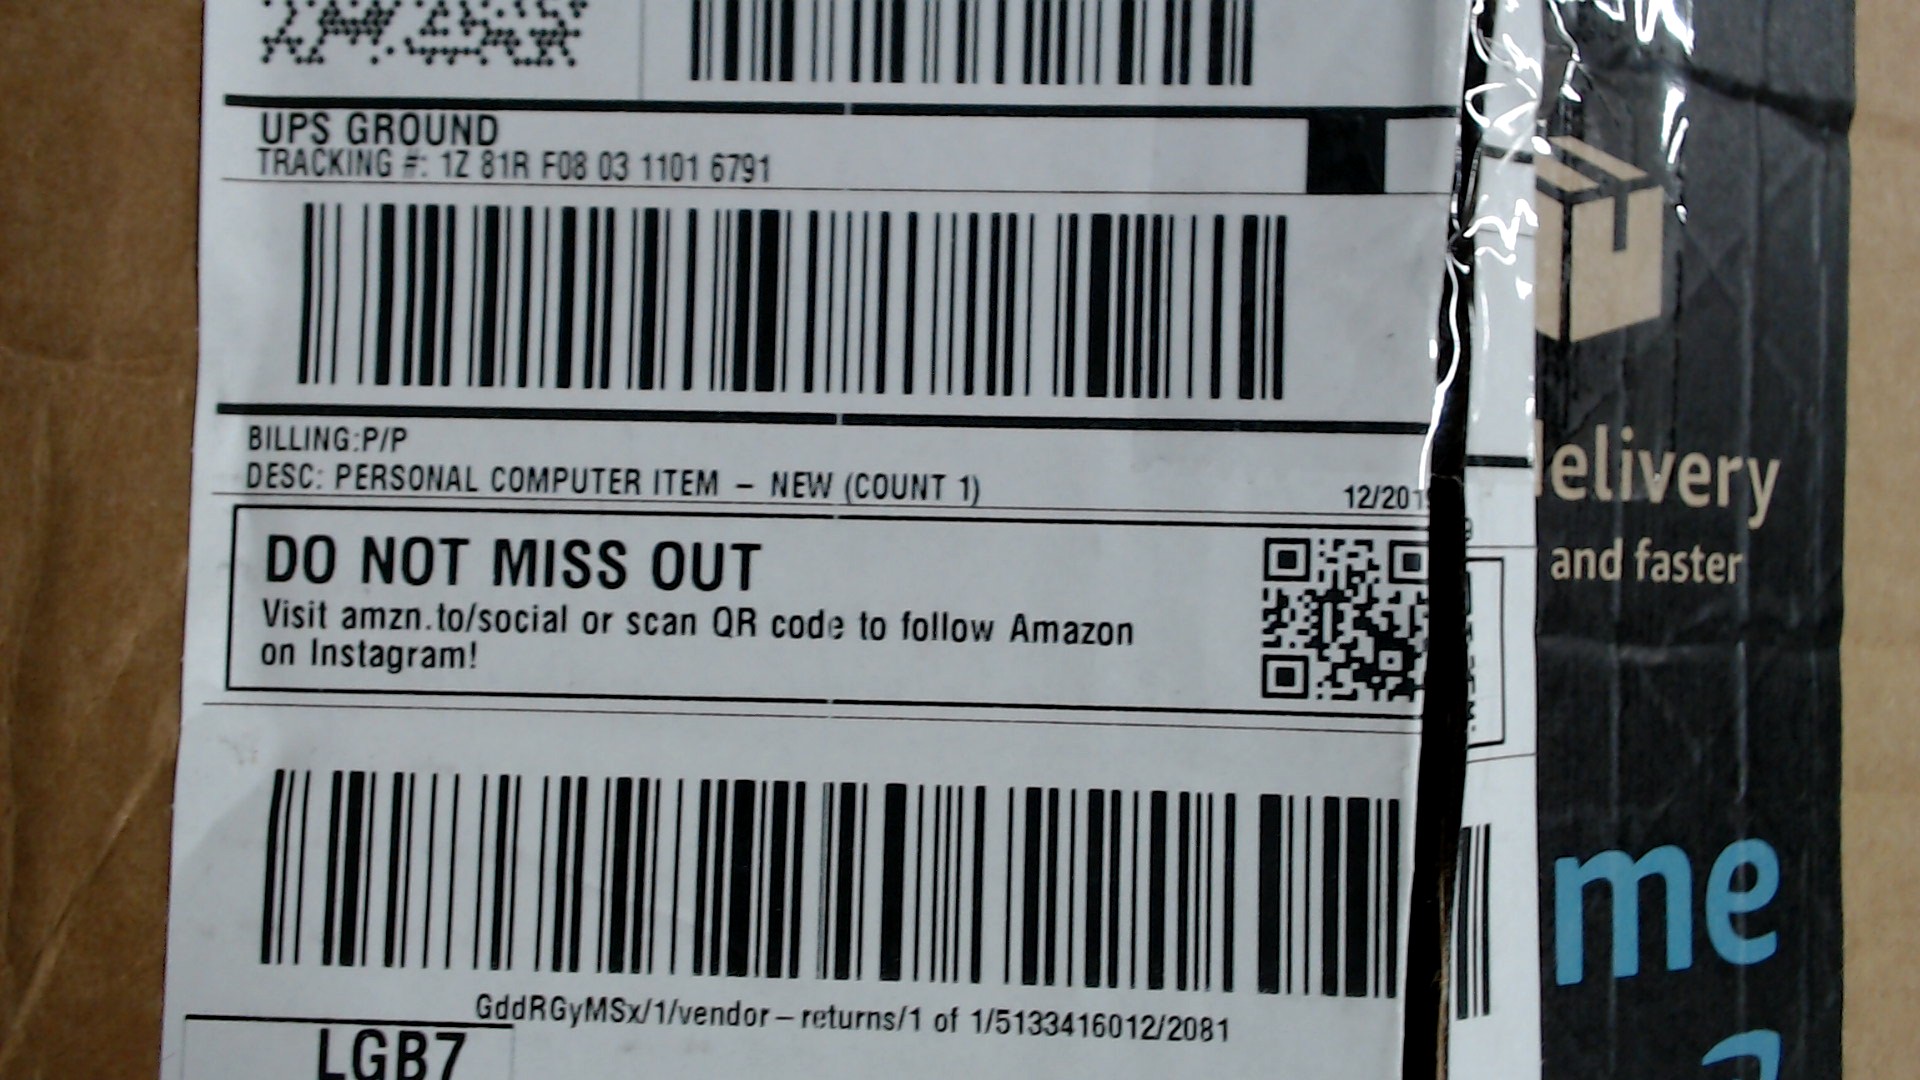 UPS GROUND
TRACKING #: 1Z 81R F08 03 1101 6791
BILLING:P/P
DESC: PERSONAL COMPUTER ITEM - NEW (COUNT 1)
12/2019
DO NOT MISS OUT
Visit amzn.to/social or scan QR code to follow Amazon
on Instagram!
GddRGyMSx/1/vendor-returns/1 of 1/5133416012/2081
LGB7
elivery
and faster
me